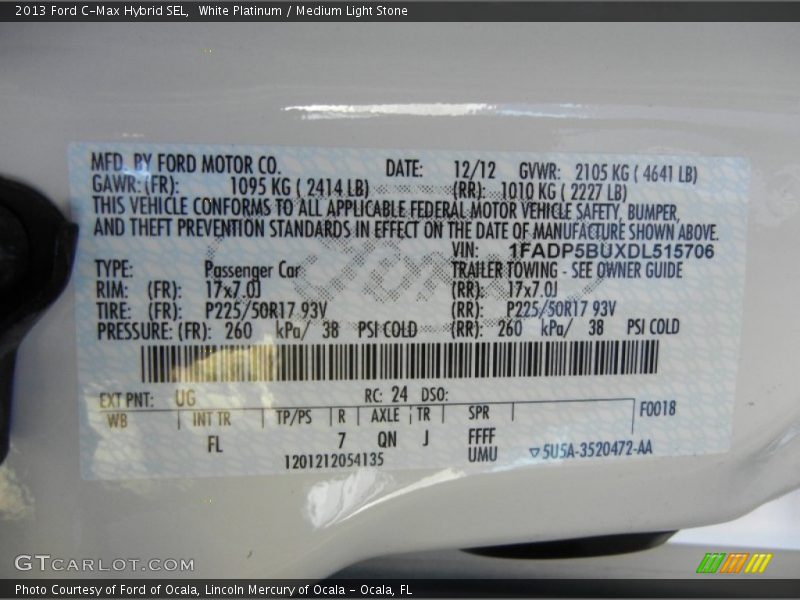 2013 Ford C-Max Hybrid SEL, White Platinum / Medium Light Stone
MFD. BY FORD MOTOR CO. DATE: 12/12 GVWR: 2105 KG ( 4641 LB)
GAWR: (FR): 1095 KG ( 2414 LB) (RR): 1010 KG ( 2227 LB)
THIS VEHICLE CONFORMS TO ALL APPLICABLE FEDERAL MOTOR VEHICLE SAFETY, BUMPER,
AND THEFT PREVENTION STANDARDS IN EFFECT ON THE DATE OF MANUFACTURE SHOWN ABOVE.
VIN: 1FADP5BUXDL515706
TYPE: Passenger Car TRAILER TOWING - SEE OWNER GUIDE
RIM: (FR): 17x7.0J (RR): 17x7.0J
TIRE: (FR): P225/50R17 93V (RR): P225/50R17 93V
PRESSURE: (FR): 260 kPa/ 38 PSI COLD (RR): 260 kPa/ 38 PSI COLD
EXT PNT: UG RC: 24 DSO:
WB INT TR TP/PS R AXLE TR SPR F0018
FL 7 QN J FFFF
UMU
1201212054135 ▽5U5A-3520472-AA
GTCARLOT.COM
Photo Courtesy of Ford of Ocala, Lincoln Mercury of Ocala - Ocala, FL